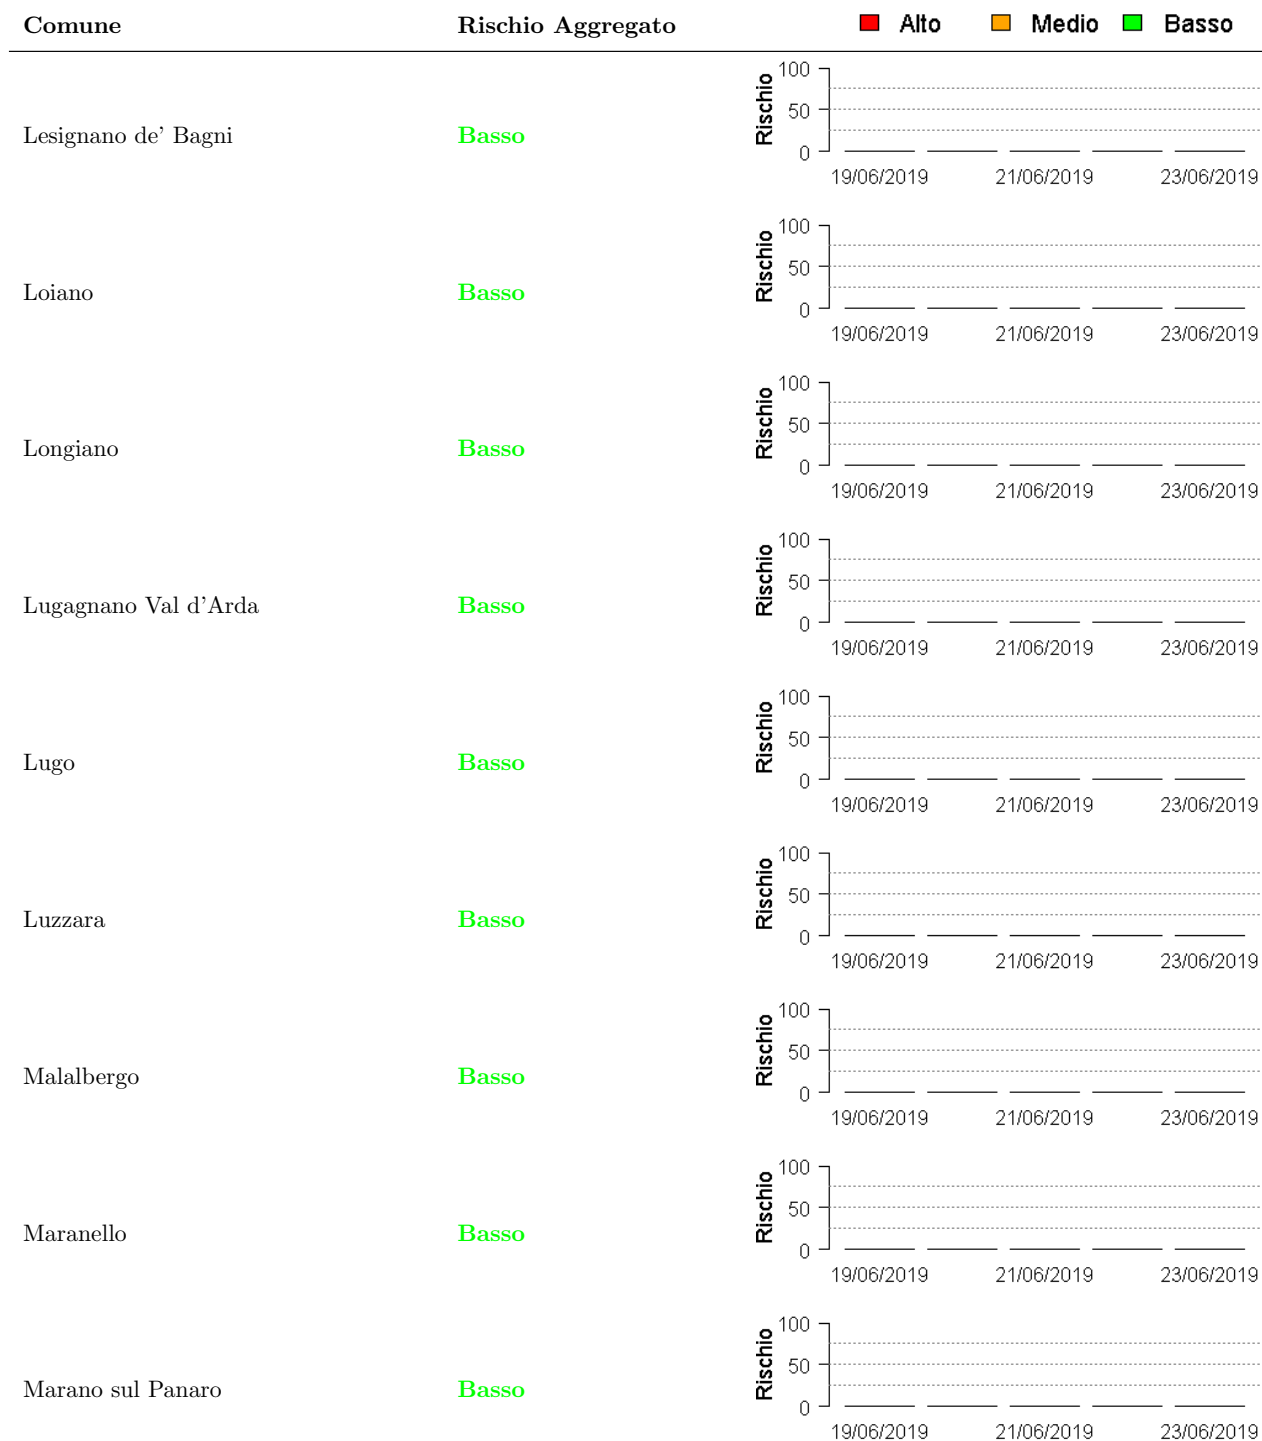 Comune Rischio Aggregato Alto Medio Basso
100
50
0
Rischio
Lesignano de' Bagni Basso
19/06/2019 21/06/2019 23/06/2019
100
50
0
Rischio
Loiano Basso
19/06/2019 21/06/2019 23/06/2019
100
50
0
Rischio
Longiano Basso
19/06/2019 21/06/2019 23/06/2019
100
50
0
Rischio
Lugagnano Val d'Arda Basso
19/06/2019 21/06/2019 23/06/2019
100
50
0
Rischio
Lugo Basso
19/06/2019 21/06/2019 23/06/2019
100
50
0
Rischio
Luzzara Basso
19/06/2019 21/06/2019 23/06/2019
100
50
0
Rischio
Malalbergo Basso
19/06/2019 21/06/2019 23/06/2019
100
50
0
Rischio
Maranello Basso
19/06/2019 21/06/2019 23/06/2019
100
50
0
Rischio
Marano sul Panaro Basso
19/06/2019 21/06/2019 23/06/2019